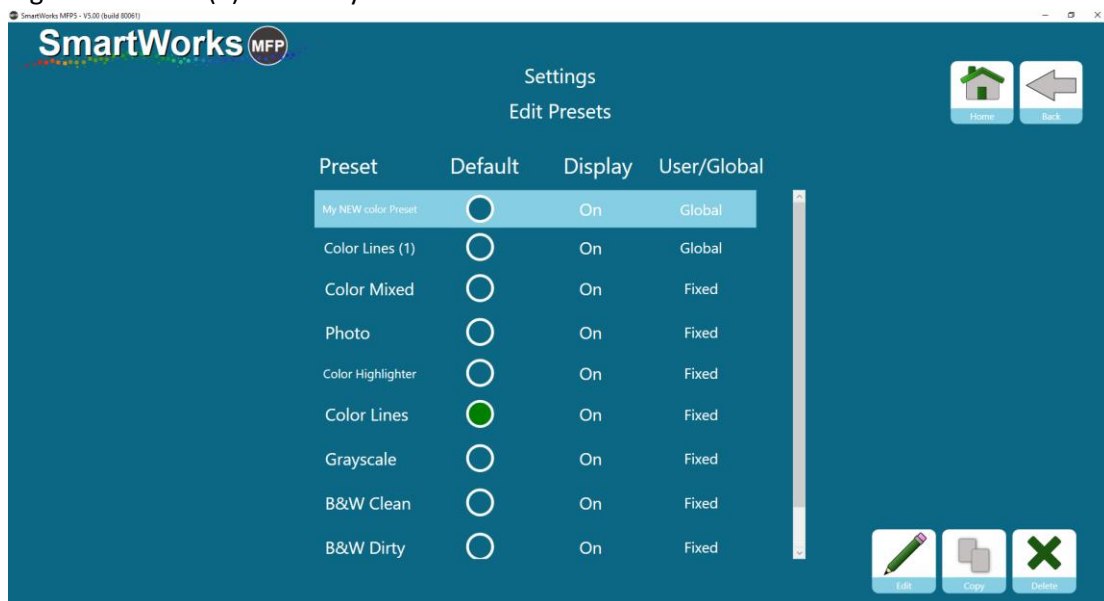 SmartWorks MFP5 - V5.00 (build 80061)
SmartWorks MFP
Settings
Edit Presets
Home Back
Preset Default Display User/Global
My NEW color Preset On Global
Color Lines (1) On Global
Color Mixed On Fixed
Photo On Fixed
Color Highlighter On Fixed
Color Lines On Fixed
Grayscale On Fixed
B&W Clean On Fixed
B&W Dirty On Fixed
Edit Copy Delete